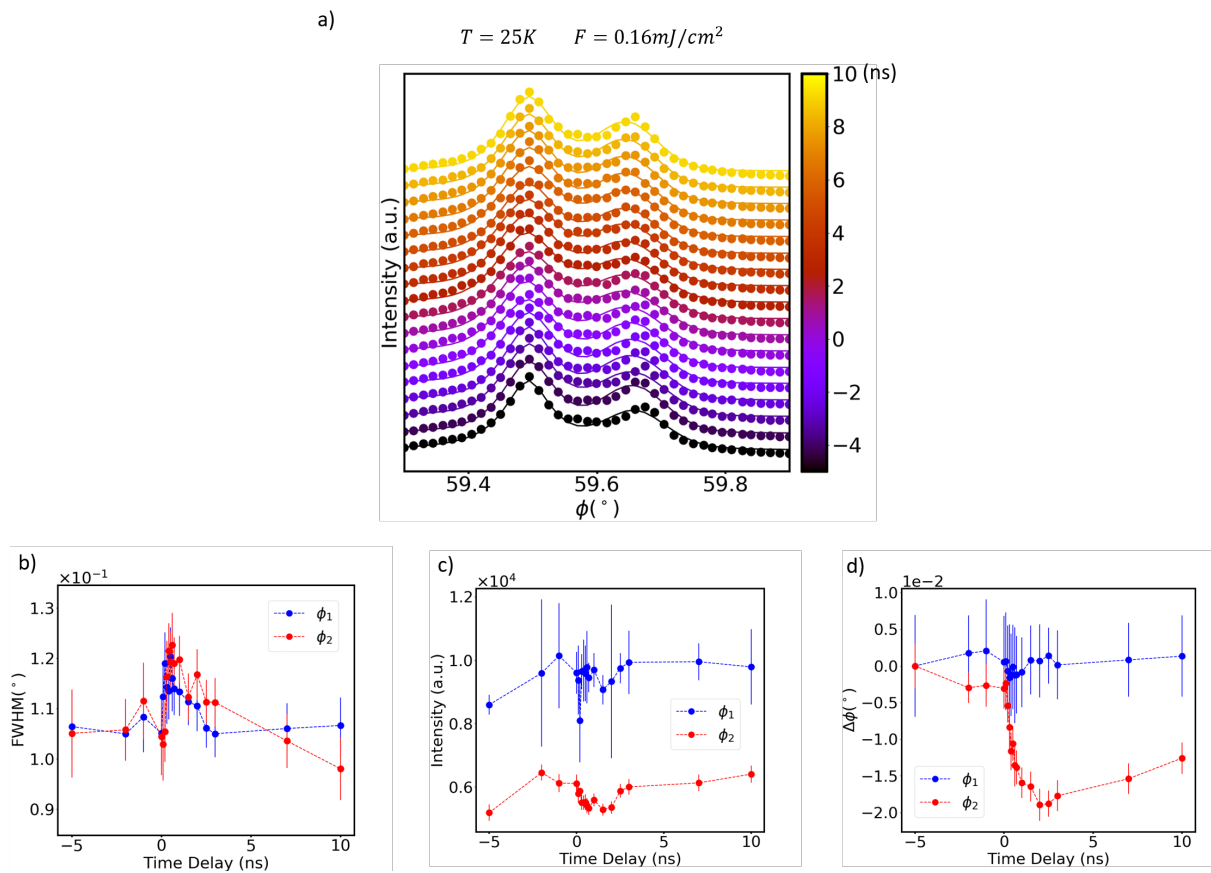 a)
T = 25K F = 0.16mJ/cm²
10 (ns)
8
6
4
2
0
−2
−4
Intensity (a.u.)
59.4 59.6 59.8
ϕ(°)
b)
×10⁻¹
1.3
1.2
1.1
1.0
0.9
FWHM(°)
ϕ₁
ϕ₂
−5 0 5 10
Time Delay (ns)
c)
×10⁴
1.2
1.0
0.8
0.6
Intensity (a.u.)
ϕ₁
ϕ₂
−5 0 5 10
Time Delay (ns)
d)
1e−2
1.0
0.5
0.0
−0.5
−1.0
−1.5
−2.0
Δϕ(°)
ϕ₁
ϕ₂
−5 0 5 10
Time Delay (ns)